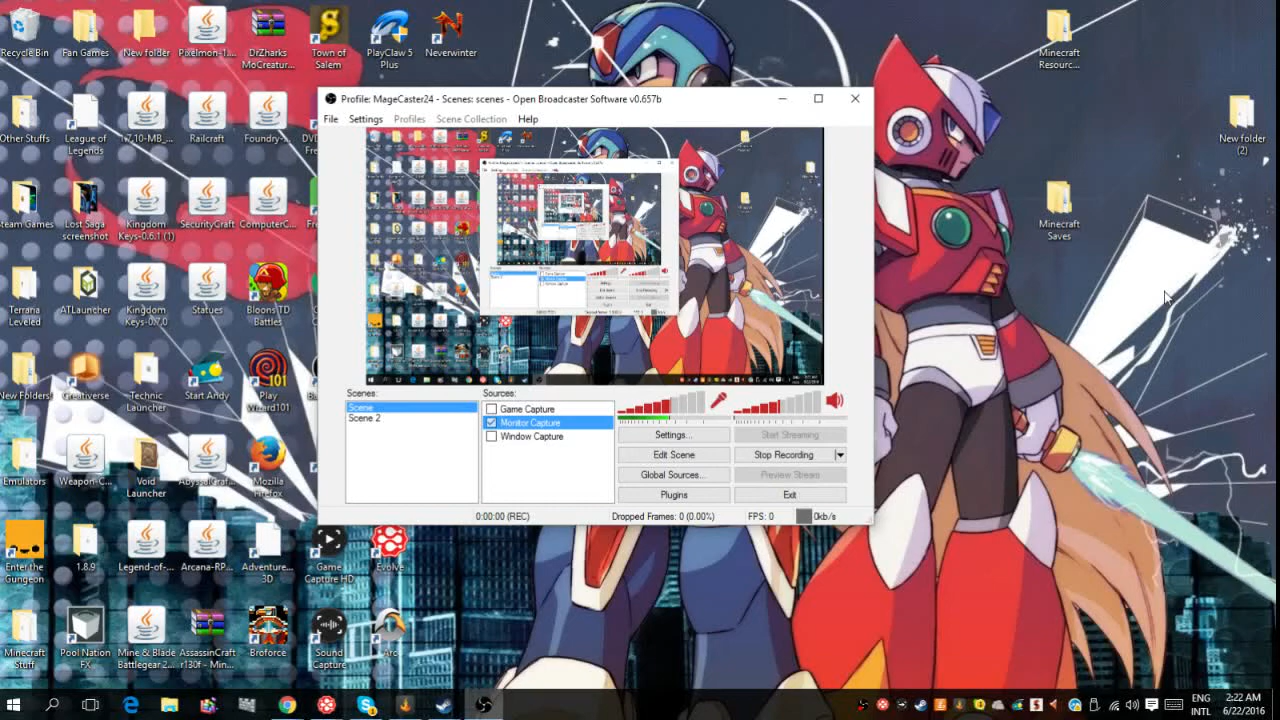 Recycle Bin
Fan Games
New folder
Pixelmon-1...
DrZharks MoCreatur...
Town of Salem
PlayClaw 5 Plus
Neverwinter
Minecraft Resourc...
Other Stuffs
League of Legends
1.7.10-MB_...
Railcraft
Foundry-...
New folder (2)
Profile: MageCaster24 - Scenes: scenes - Open Broadcaster Software v0.657b
File Settings Profiles Scene Collection Help
Steam Games
Lost Saga screenshot
Kingdom Keys-0.6.1 (1)
SecurityCraft
ComputerC...
Minecraft Saves
Terraria Leveled
ATLauncher
Kingdom Keys-0.7.0
Statues
Bloons TD Battles
New Folders!
Creativerse
Technic Launcher
Start Andy
Play Wizard101
Scenes:
Scene
Scene 2
Sources:
Game Capture
Monitor Capture
Window Capture
Settings...
Start Streaming
Edit Scene
Stop Recording
Global Sources...
Preview Stream
Plugins
Exit
0:00:00 (REC)
Dropped Frames: 0 (0.00%)
FPS: 0
0kb/s
Emulators
Weapon-C...
Void Launcher
AbyssalCraf...
Mozilla Firefox
Enter the Gungeon
1.8.9
Legend-of-...
Arcana-RP...
Adventure... 3D
Game Capture HD
Evolve
Minecraft Stuff
Pool Nation FX
Mine & Blade Battlegear 2...
AssassinCraft r130f - Min...
Broforce
Sound Capture
Arc
ENG
INTL
2:22 AM
6/22/2016